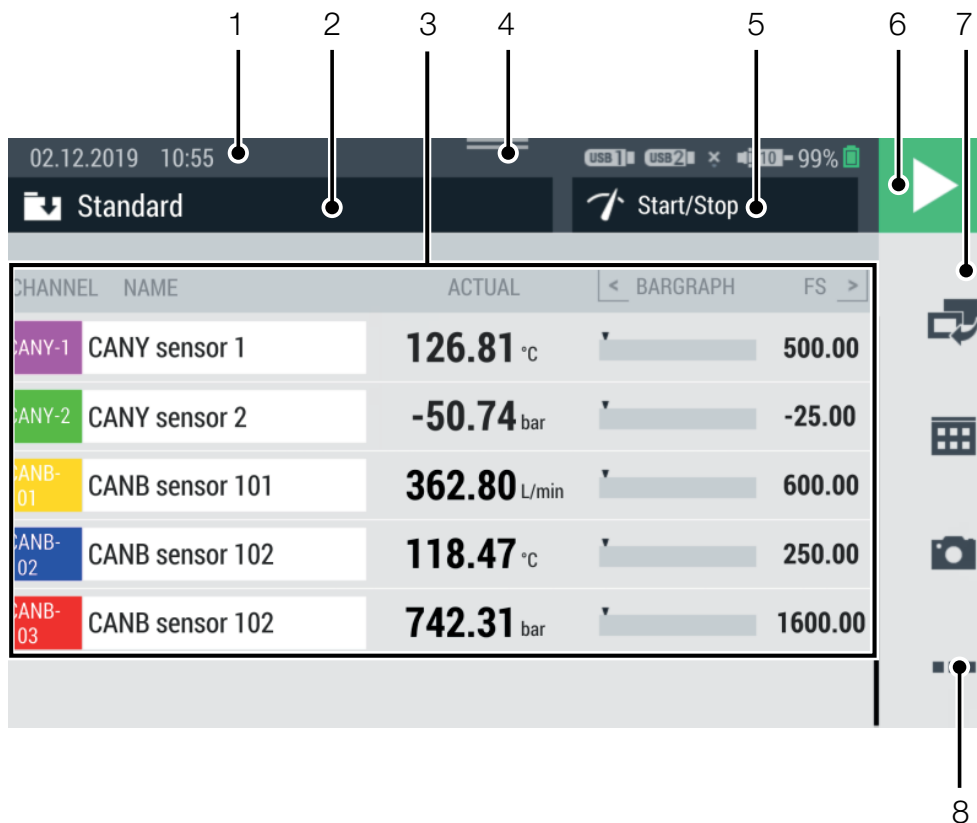 1 2 3 4 5 6 7
02.12.2019 10:55 USB 1 USB 2 10 99%
Standard Start/Stop
CHANNEL NAME ACTUAL < BARGRAPH FS >
CANY-1 CANY sensor 1 126.81 °C 500.00
CANY-2 CANY sensor 2 -50.74 bar -25.00
CANB-
01 CANB sensor 101 362.80 L/min 600.00
CANB-
02 CANB sensor 102 118.47 °C 250.00
CANB-
03 CANB sensor 102 742.31 bar 1600.00
8